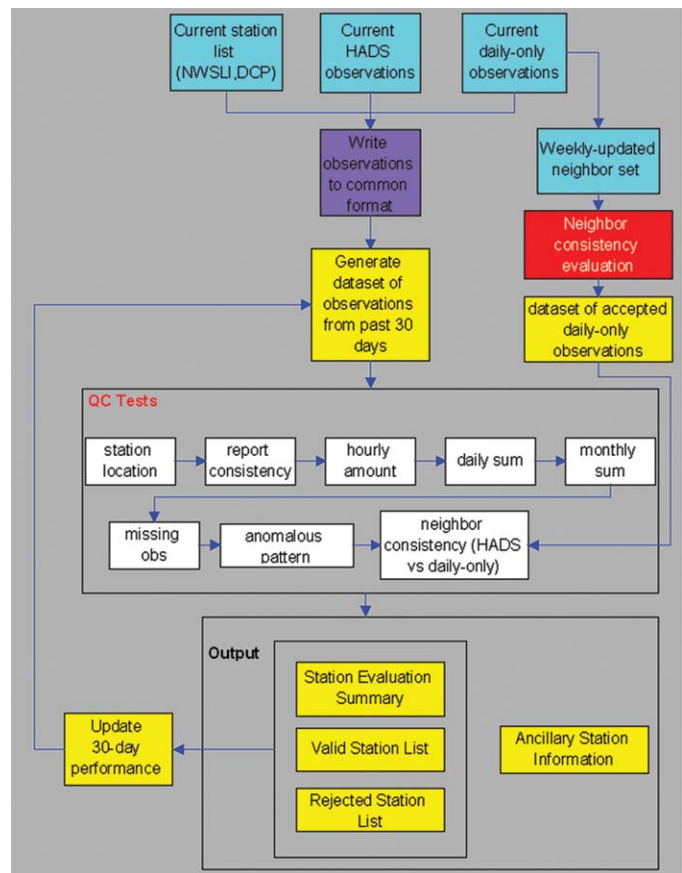 Current station
list
(NWSLI,DCP)
Current
HADS
observations
Current
daily-only
observations
Write
observations
to common
format
Weekly-updated
neighbor set
Generate
dataset of
observations
from past 30
days
Neighbor
consistency
evaluation
dataset of accepted
daily-only
observations
QC Tests
station
location
report
consistency
hourly
amount
daily sum
monthly
sum
missing
obs
anomalous
pattern
neighbor
consistency (HADS
vs daily-only)
Output
Station Evaluation
Summary
Valid Station List
Rejected Station
List
Update
30-day
performance
Ancillary Station
Information